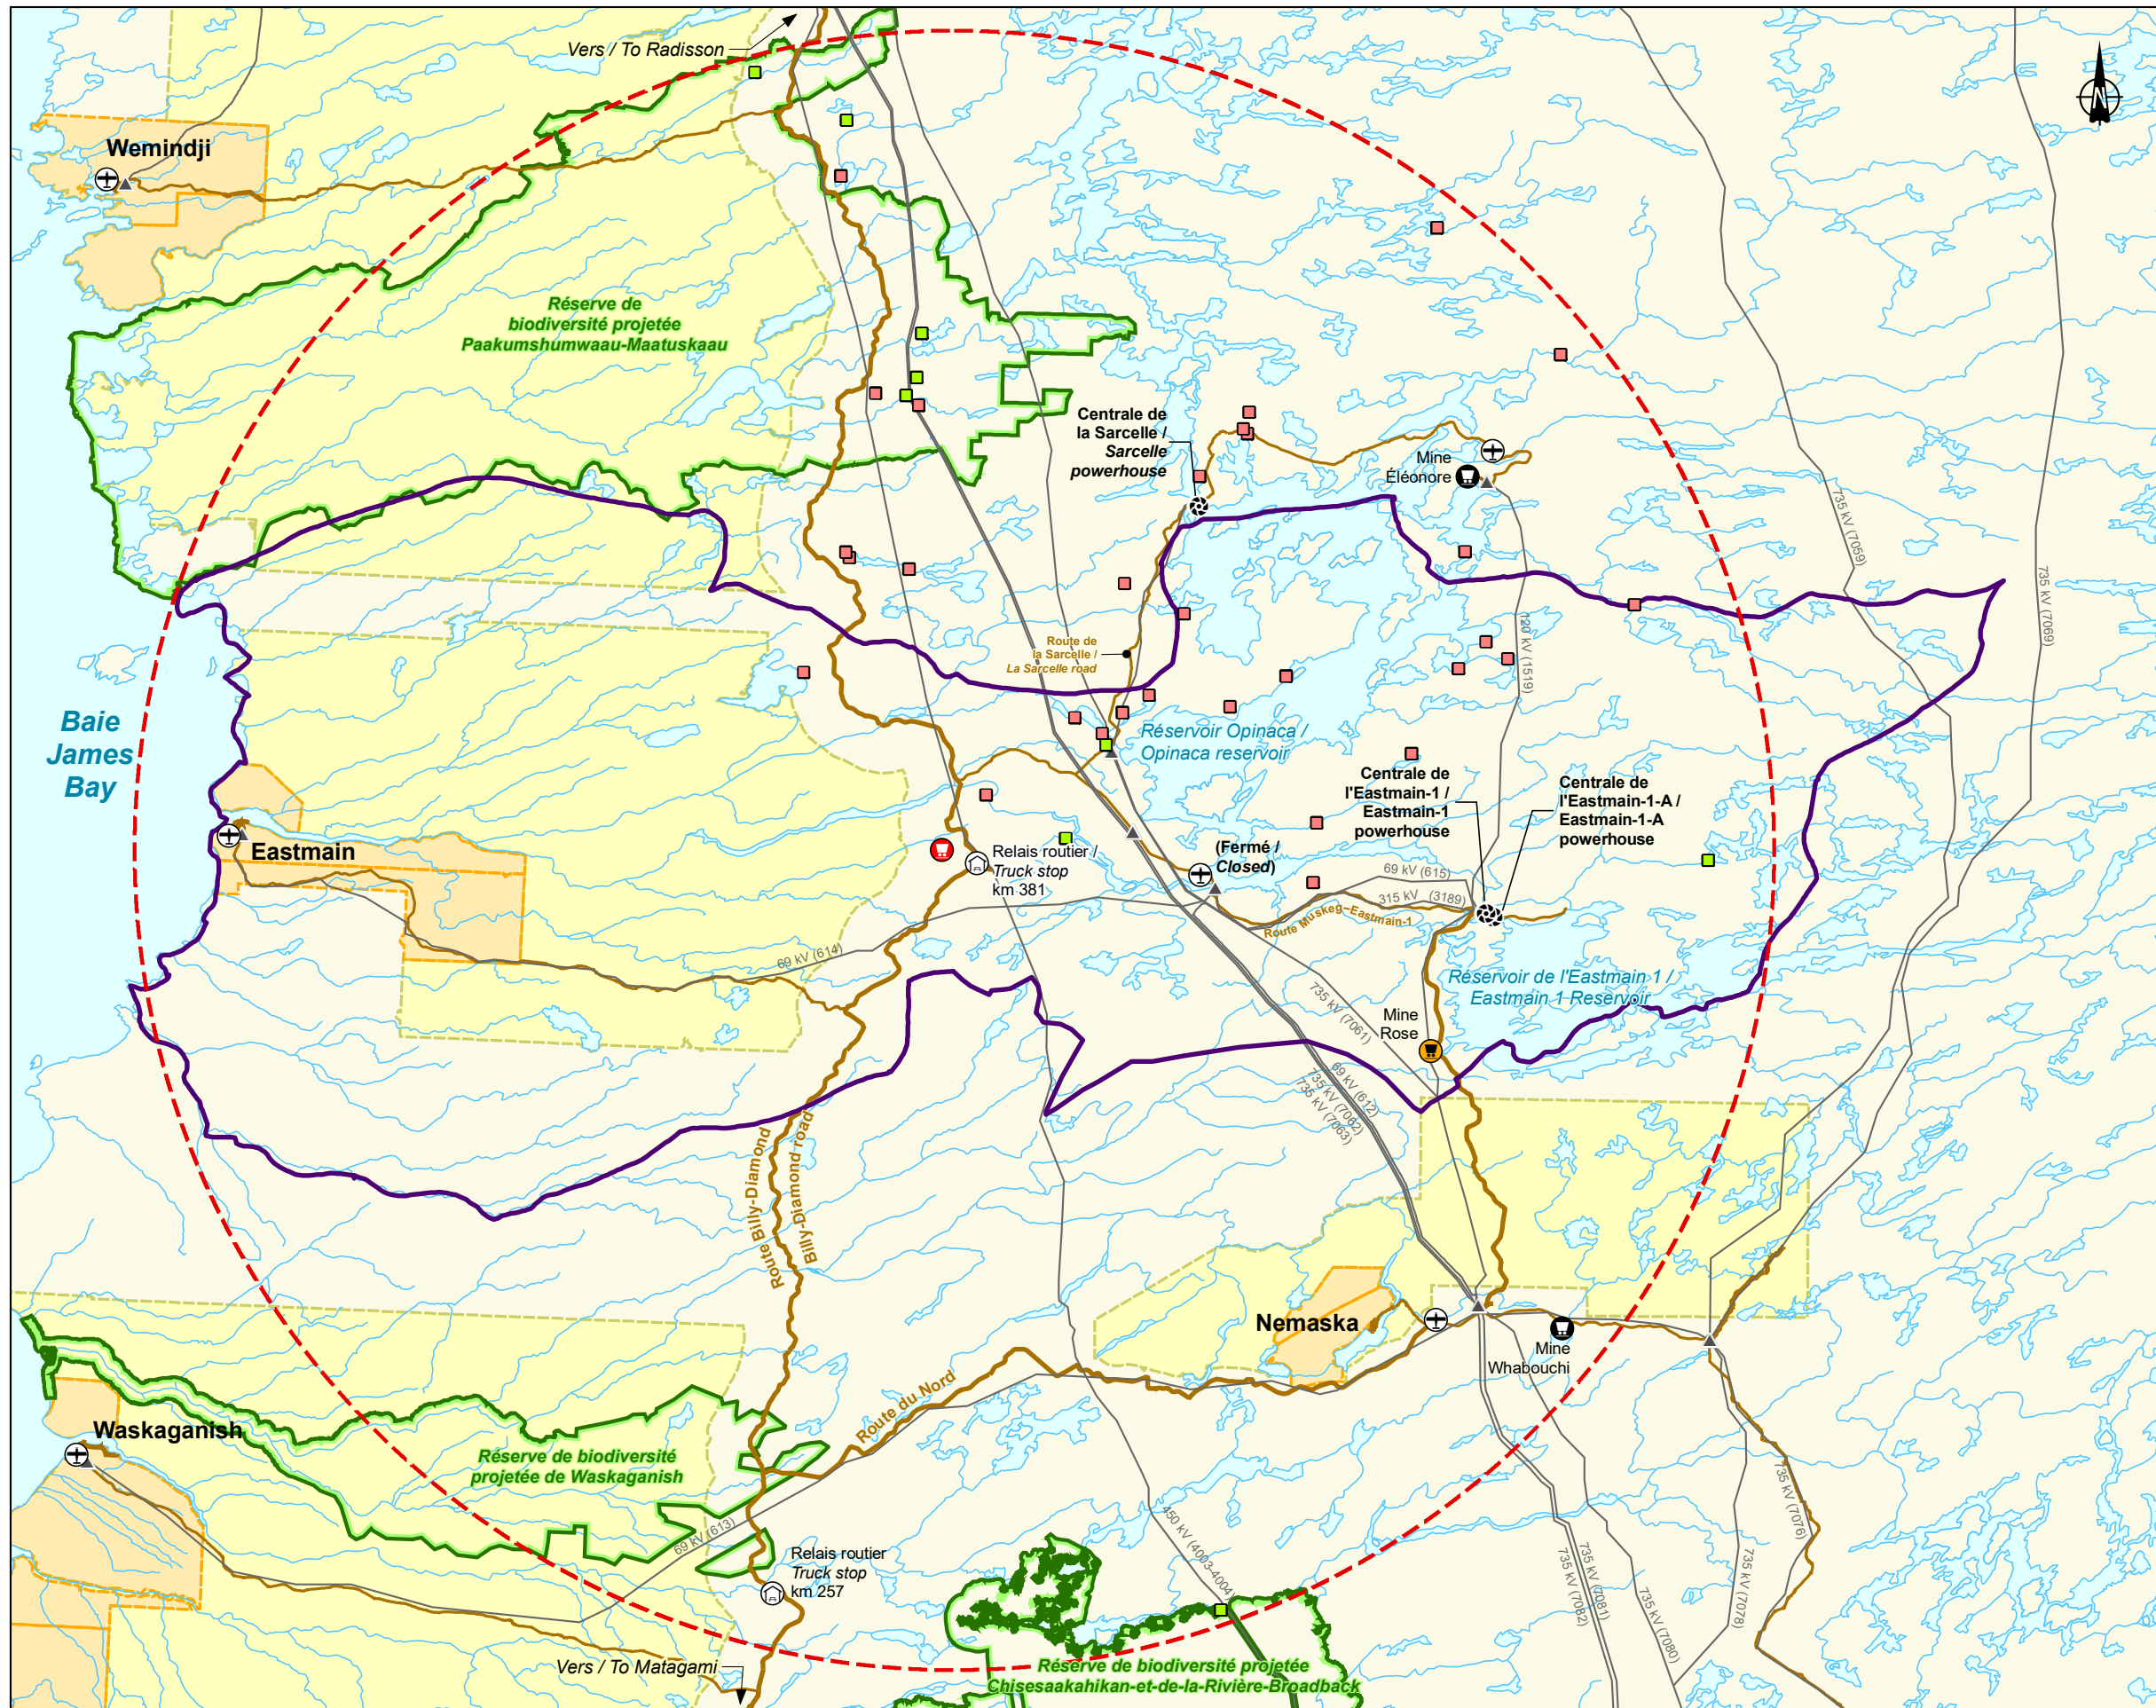 Vers / To Radisson
Wemindji
Réserve de
biodiversité projetée
Paakumshumwaau-Maatuskaau
Centrale de
la Sarcelle /
Sarcelle
powerhouse
Mine
Éléonore
735 kV (7059)
735 kV (7069)
Route de
la Sarcelle /
La Sarcelle road
120 kV (1519)
Baie
James
Bay
Réservoir Opinaca /
Opinaca reservoir
Centrale de
l'Eastmain-1 /
Eastmain-1
powerhouse
Centrale de
l'Eastmain-1-A /
Eastmain-1-A
powerhouse
Eastmain
Relais routier /
Truck stop
km 381
(Fermé /
Closed)
69 kV (615)
315 kV (3189)
Route Muskeg–Eastmain-1
69 kV (614)
Réservoir de l'Eastmain 1 /
Eastmain 1 Reservoir
735 kV (7061)
Mine
Rose
69 kV (612)
735 kV (7062)
735 kV (7063)
Route Billy-Diamond
Billy-Diamond road
Nemaska
Mine
Whabouchi
Route du Nord
Waskaganish
Réserve de biodiversité
projetée de Waskaganish
69 kV (613)
450 kV (4003-4004)
735 kV (7076)
735 kV (7078)
735 kV (7081)
735 kV (7082)
735 kV (7080)
Relais routier
Truck stop
km 257
Vers / To Matagami
Réserve de biodiversité projetée
Chisesaakahikan-et-de-la-Rivière-Broadback
N